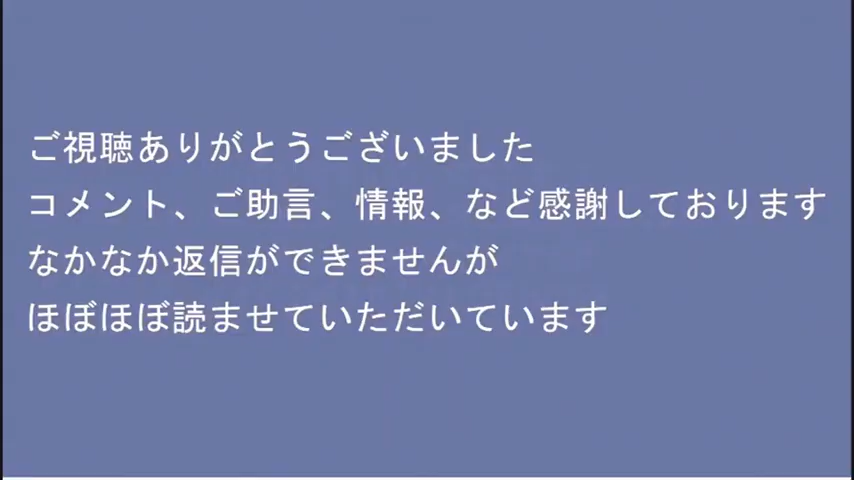 ご視聴ありがとうございました
コメント、ご助言、情報、など感謝しております
なかなか返信ができませんが
ほぼほぼ読ませていただいています